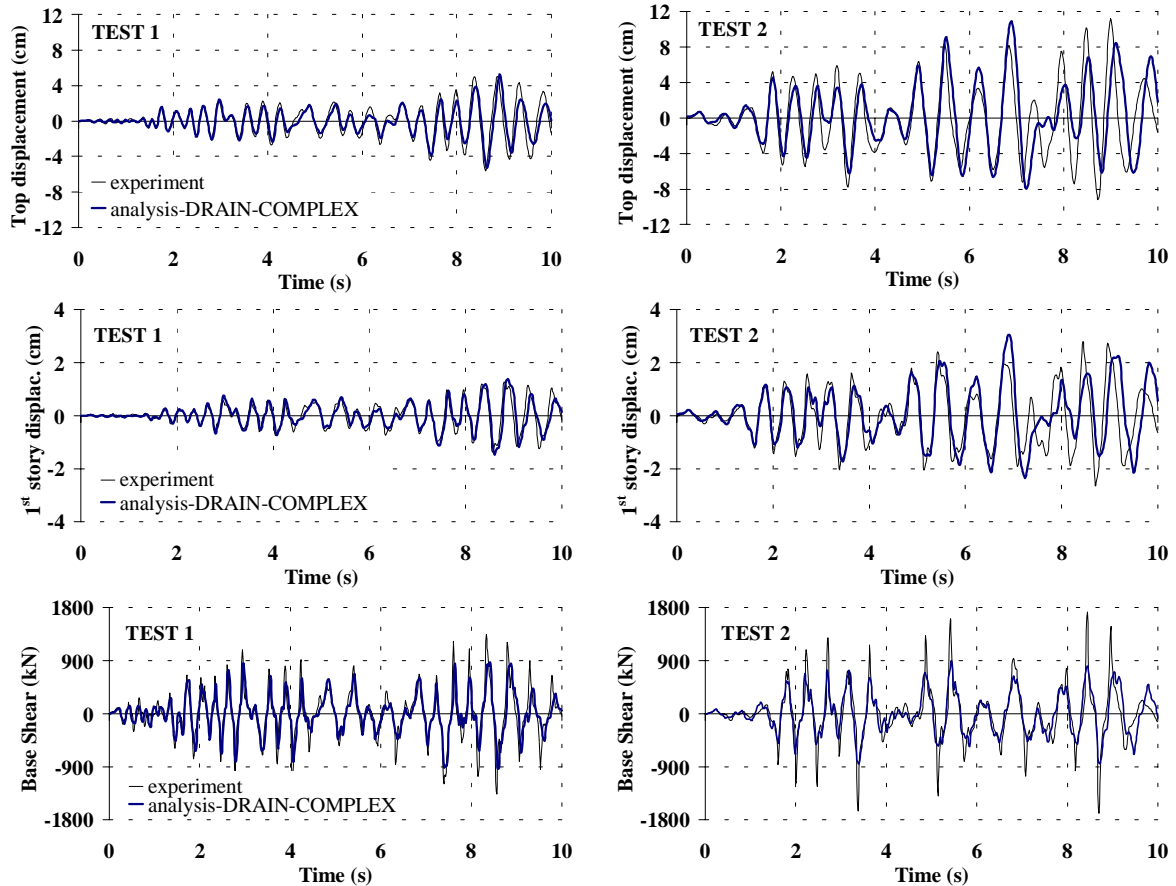 TEST 1
Top displacement (cm)
12
8
4
0
-4
-8
-12
experiment
analysis-DRAIN-COMPLEX
0 2 4 6 8 10
Time (s)
TEST 2
Top displacement (cm)
12
8
4
0
-4
-8
-12
0 2 4 6 8 10
Time (s)
TEST 1
1st story displac. (cm)
4
2
0
-2
-4
experiment
analysis-DRAIN-COMPLEX
0 2 4 6 8 10
Time (s)
TEST 2
1st story displac. (cm)
4
2
0
-2
-4
0 2 4 6 8 10
Time (s)
TEST 1
Base Shear (kN)
1800
900
0
-900
-1800
experiment
analysis-DRAIN-COMPLEX
0 2 4 6 8 10
Time (s)
TEST 2
Base Shear (kN)
1800
900
0
-900
-1800
0 2 4 6 8 10
Time (s)